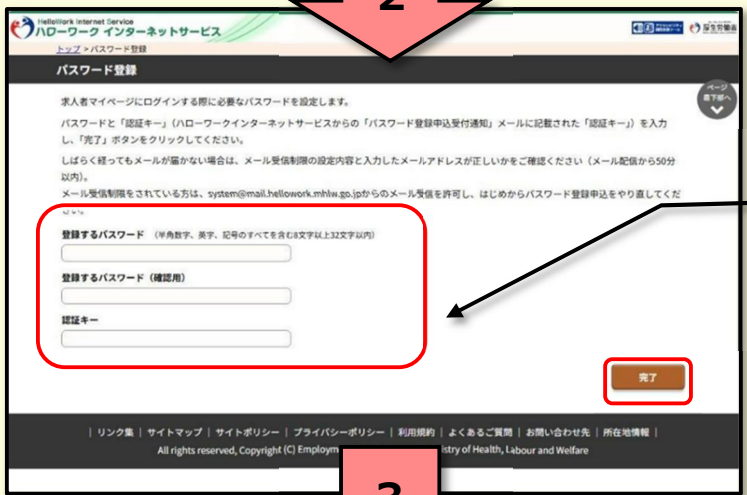 2
HelloWork Internet Service
ハローワーク インターネットサービス
厚生労働省
トップ > パスワード登録
パスワード登録
ページ
最下部へ
求人者マイページにログインする際に必要なパスワードを設定します。
パスワードと「認証キー」（ハローワークインターネットサービスからの「パスワード登録申込受付通知」メールに記載された「認証キー」）を入力
し、「完了」ボタンをクリックしてください。
しばらく経ってもメールが届かない場合は、メール受信制限の設定内容と入力したメールアドレスが正しいかをご確認ください（メール配信から50分
以内）。
メール受信制限をされている方は、system@mail.hellowork.mhlw.go.jpからのメール受信を許可し、はじめからパスワード登録申込をやり直してくだ
登録するパスワード （半角数字、英字、記号のすべてを含む8文字以上32文字以内）
登録するパスワード（確認用）
認証キー
完了
| リンク集 | サイトマップ | サイトポリシー | プライバシーポリシー | 利用規約 | よくあるご質問 | お問い合わせ先 | 所在地情報 |
All rights reserved, Copyright (C) Employm istry of Health, Labour and Welfare
3